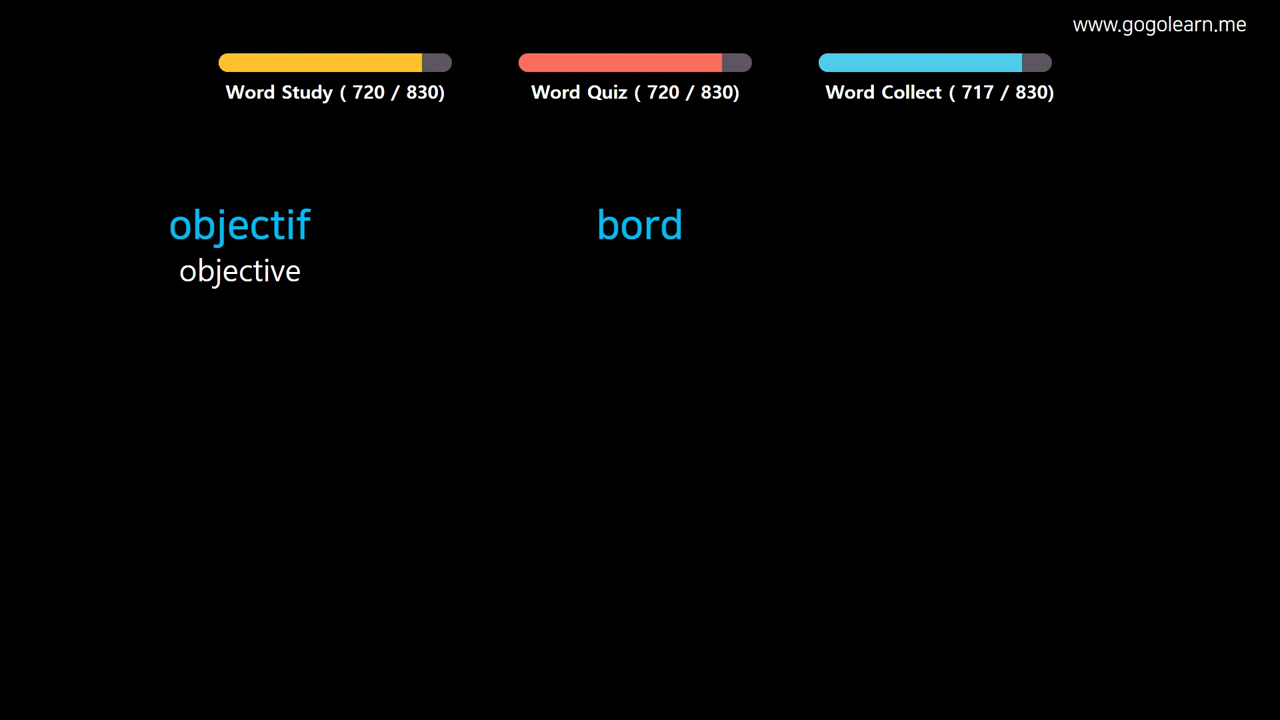 www.gogolearn.me
Word Study ( 720 / 830)
Word Quiz ( 720 / 830)
Word Collect ( 717 / 830)
objectif
objective
bord